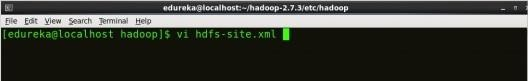 edureka@localhost:~/hadoop-2.7.3/etc/hadoop
File Edit View Search Terminal Help
[edureka@localhost hadoop]$ vi hdfs-site.xml